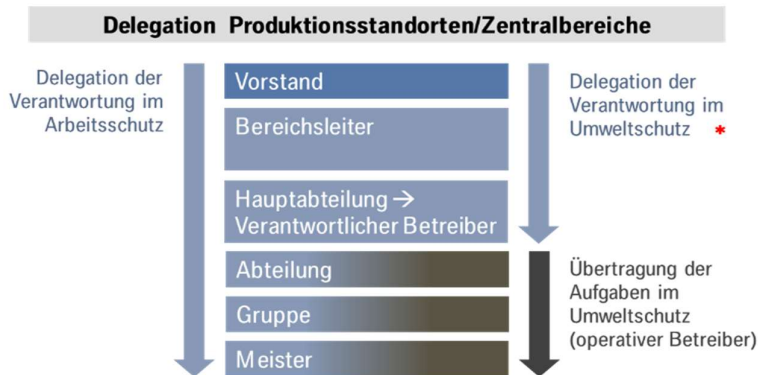 Delegation Produktionsstandorten/Zentralbereiche
Delegation der
Verantwortung im
Arbeitsschutz
Vorstand
Bereichsleiter
Hauptabteilung →
Verantwortlicher Betreiber
Abteilung
Gruppe
Meister
Delegation der
Verantwortung im
Umweltschutz *
Übertragung der
Aufgaben im
Umweltschutz
(operativer Betreiber)